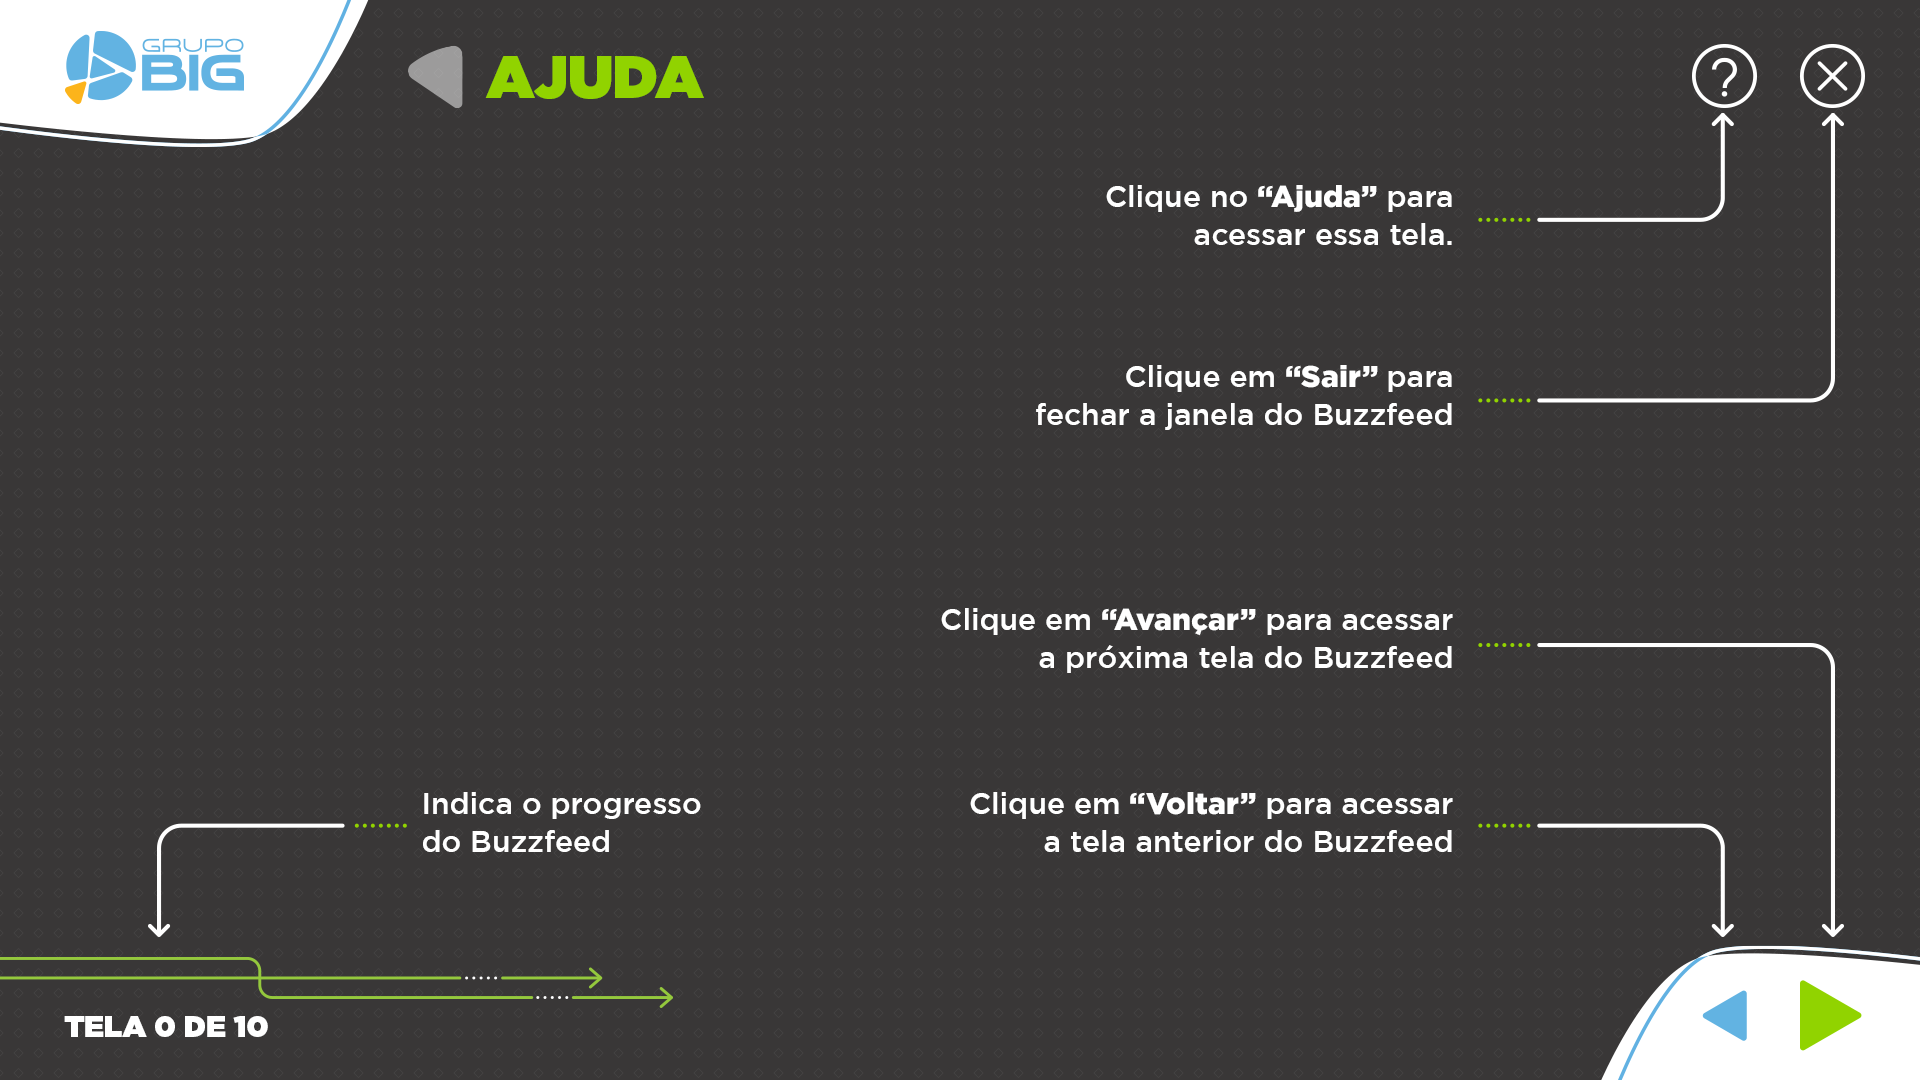 GRUPO
BIG
AJUDA
?
Clique no “Ajuda” para
acessar essa tela.
Clique em “Sair” para
fechar a janela do Buzzfeed
Clique em “Avançar” para acessar
a próxima tela do Buzzfeed
Indica o progresso
do Buzzfeed
Clique em “Voltar” para acessar
a tela anterior do Buzzfeed
TELA 0 DE 10